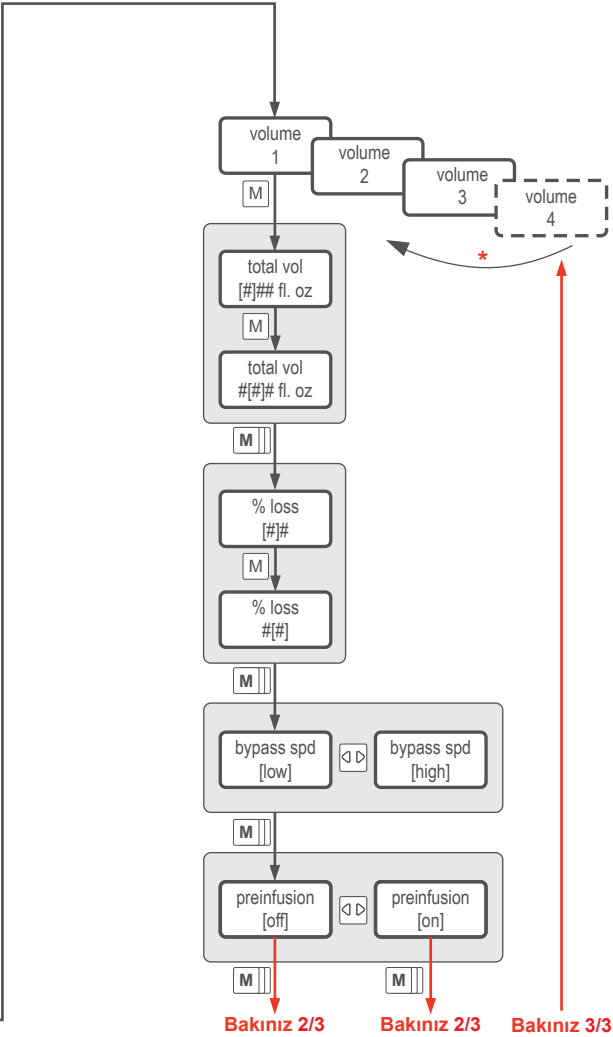 volume
1
volume
2
volume
3
volume
4
*
M
total vol
[#]## fl. oz
M
total vol
#[#]# fl. oz
M
% loss
[#]#
M
% loss
#[#]
M
bypass spd
[low]
bypass spd
[high]
M
preinfusion
[off]
preinfusion
[on]
M
M
Bakınız 2/3
Bakınız 2/3
Bakınız 3/3